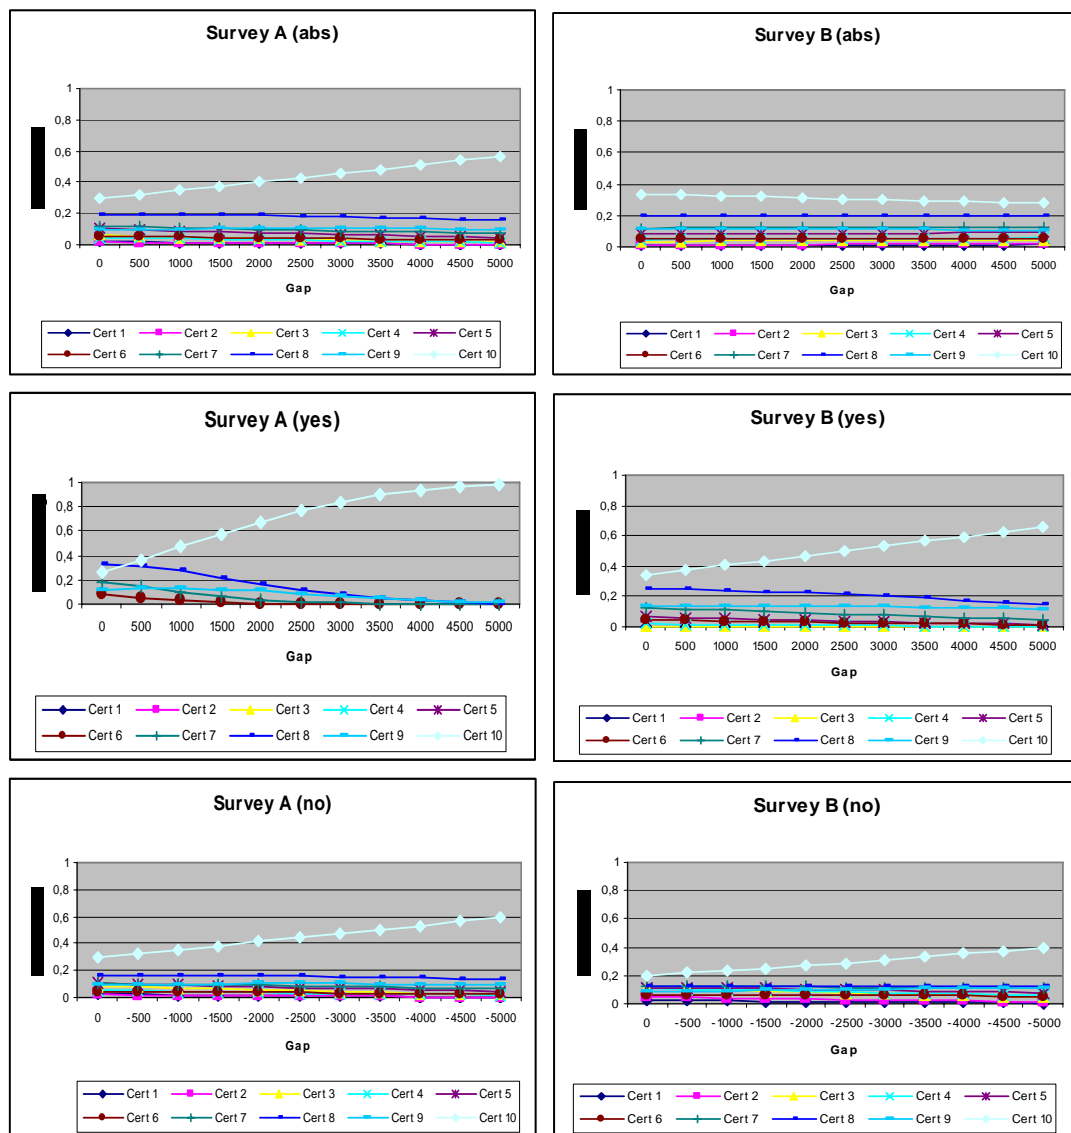 Survey A (abs)
1
0,8
0,6
0,4
0,2
0
0 500 1000 1500 2000 2500 3000 3500 4000 4500 5000
Gap
Cert 1 Cert 2 Cert 3 Cert 4 Cert 5
Cert 6 Cert 7 Cert 8 Cert 9 Cert 10
Survey B (abs)
1
0,8
0,6
0,4
0,2
0
0 500 1000 1500 2000 2500 3000 3500 4000 4500 5000
Gap
Cert 1 Cert 2 Cert 3 Cert 4 Cert 5
Cert 6 Cert 7 Cert 8 Cert 9 Cert 10
Survey A (yes)
1
0,8
0,6
0,4
0,2
0
0 500 1000 1500 2000 2500 3000 3500 4000 4500 5000
Gap
Cert 1 Cert 2 Cert 3 Cert 4 Cert 5
Cert 6 Cert 7 Cert 8 Cert 9 Cert 10
Survey B (yes)
1
0,8
0,6
0,4
0,2
0
0 500 1000 1500 2000 2500 3000 3500 4000 4500 5000
Gap
Cert 1 Cert 2 Cert 3 Cert 4 Cert 5
Cert 6 Cert 7 Cert 8 Cert 9 Cert 10
Survey A (no)
1
0,8
0,6
0,4
0,2
0
0 -500 -1000 -1500 -2000 -2500 -3000 -3500 -4000 -4500 -5000
Gap
Cert 1 Cert 2 Cert 3 Cert 4 Cert 5
Cert 6 Cert 7 Cert 8 Cert 9 Cert 10
Survey B (no)
1
0,8
0,6
0,4
0,2
0
0 -500 -1000 -1500 -2000 -2500 -3000 -3500 -4000 -4500 -5000
Gap
Cert 1 Cert 2 Cert 3 Cert 4 Cert 5
Cert 6 Cert 7 Cert 8 Cert 9 Cert 10